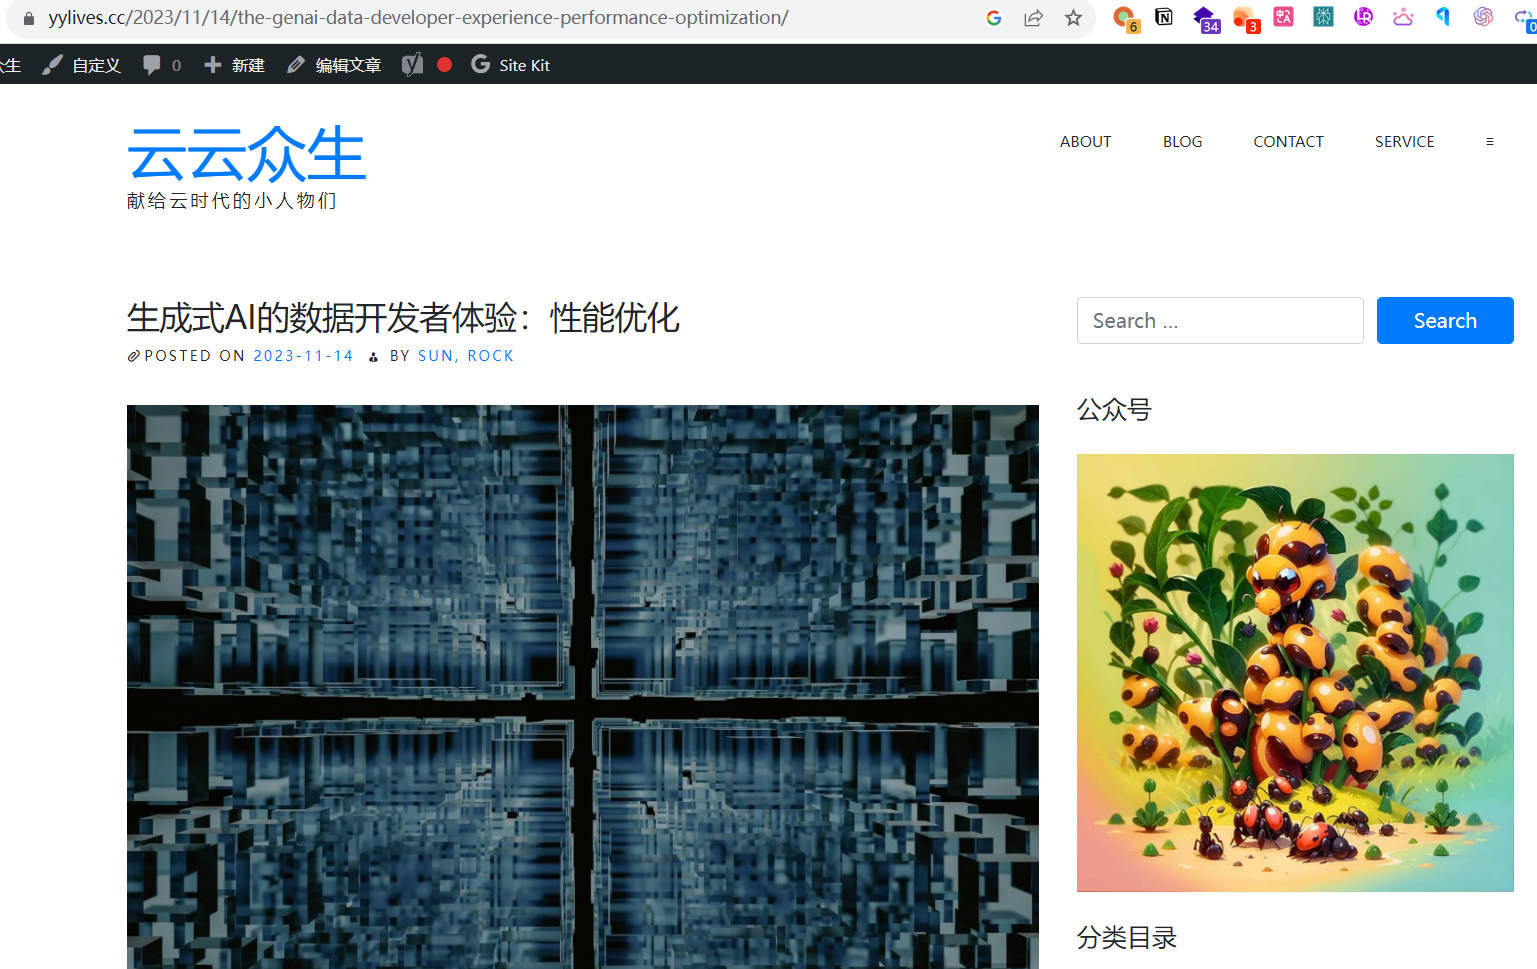 yylives.cc/2023/11/14/the-genai-data-developer-experience-performance-optimization/
6
34
3
0
众生 自定义 0 新建 编辑文章 Site Kit
云云众生
献给云时代的小人物们
ABOUT BLOG CONTACT SERVICE
生成式AI的数据开发者体验：性能优化
POSTED ON 2023-11-14 BY SUN, ROCK
Search ...
Search
公众号
分类目录